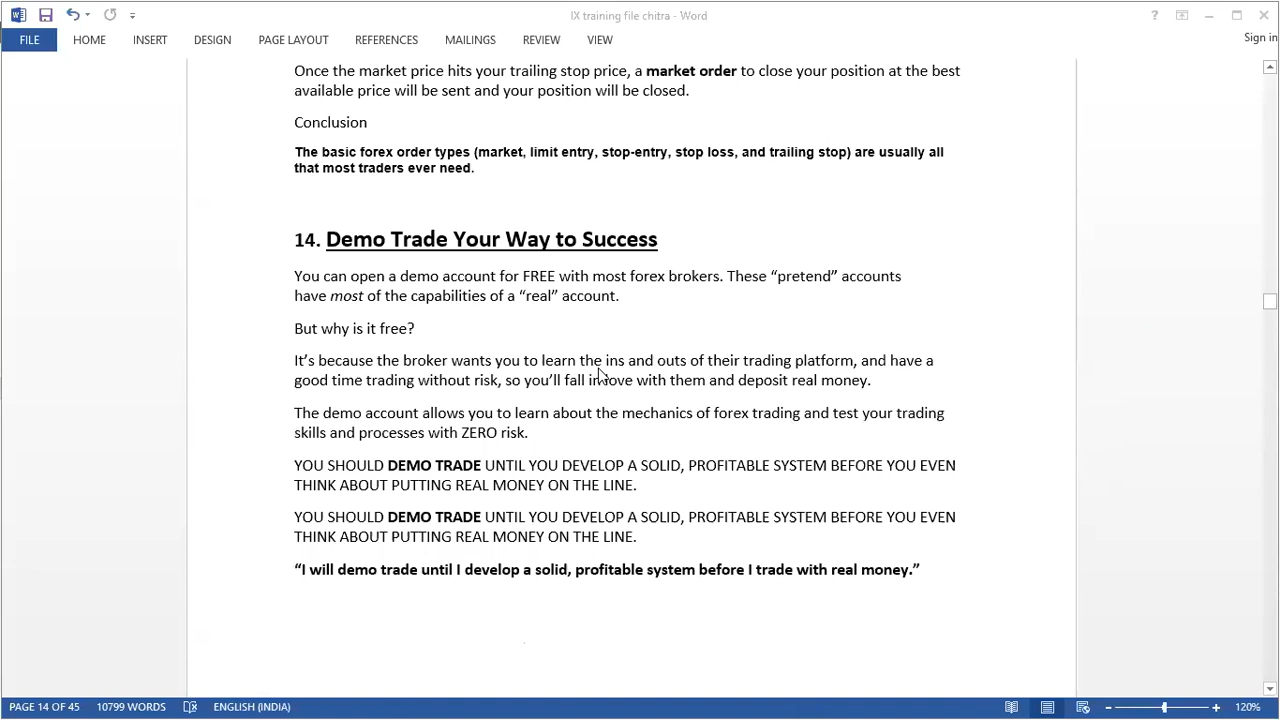 IX training file chitra - Word
?
Sign in
FILE HOME INSERT DESIGN PAGE LAYOUT REFERENCES MAILINGS REVIEW VIEW
Once the market price hits your trailing stop price, a market order to close your position at the best
available price will be sent and your position will be closed.
Conclusion
The basic forex order types (market, limit entry, stop-entry, stop loss, and trailing stop) are usually all
that most traders ever need.
14. Demo Trade Your Way to Success
You can open a demo account for FREE with most forex brokers. These “pretend” accounts
have most of the capabilities of a “real” account.
But why is it free?
It’s because the broker wants you to learn the ins and outs of their trading platform, and have a
good time trading without risk, so you’ll fall in love with them and deposit real money.
The demo account allows you to learn about the mechanics of forex trading and test your trading
skills and processes with ZERO risk.
YOU SHOULD DEMO TRADE UNTIL YOU DEVELOP A SOLID, PROFITABLE SYSTEM BEFORE YOU EVEN
THINK ABOUT PUTTING REAL MONEY ON THE LINE.
YOU SHOULD DEMO TRADE UNTIL YOU DEVELOP A SOLID, PROFITABLE SYSTEM BEFORE YOU EVEN
THINK ABOUT PUTTING REAL MONEY ON THE LINE.
“I will demo trade until I develop a solid, profitable system before I trade with real money.”
PAGE 14 OF 45 10799 WORDS ENGLISH (INDIA) 120%